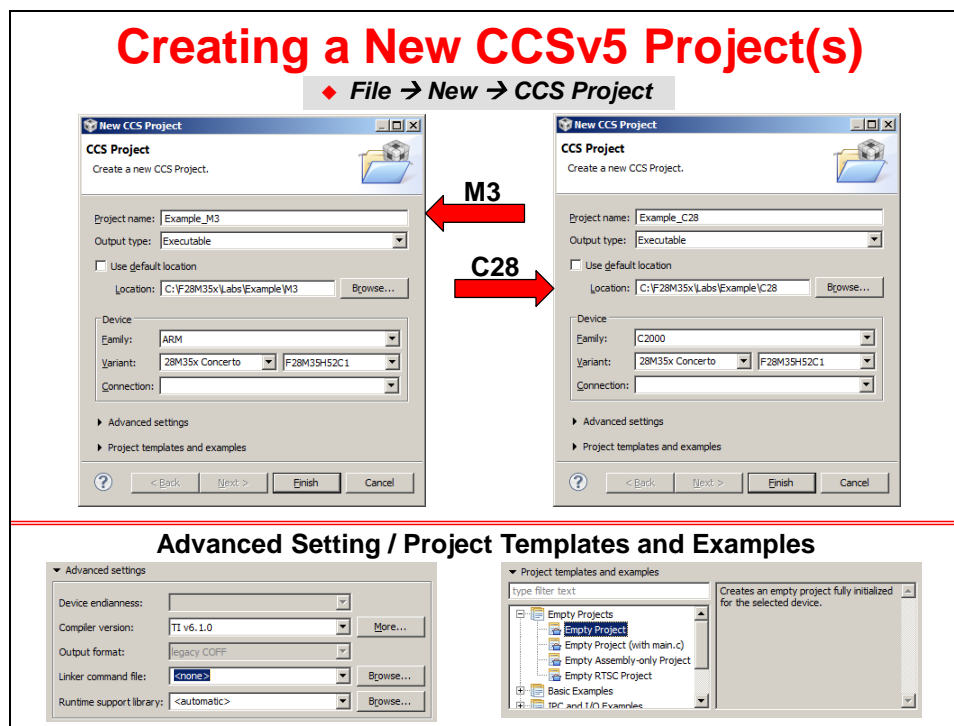 Creating a New CCSv5 Project(s)
◆ File → New → CCS Project
New CCS Project
CCS Project
Create a new CCS Project.
Project name: Example_M3
Output type: Executable
Use default location
Location: C:\F28M35x\Labs\Example\M3 Browse...
Device
Family: ARM
Variant: 28M35x Concerto F28M35H52C1
Connection:
Advanced settings
Project templates and examples
? < Back Next > Finish Cancel
M3
C28
New CCS Project
CCS Project
Create a new CCS Project.
Project name: Example_C28
Output type: Executable
Use default location
Location: C:\F28M35x\Labs\Example\C28 Browse...
Device
Family: C2000
Variant: 28M35x Concerto F28M35H52C1
Connection:
Advanced settings
Project templates and examples
? < Back Next > Finish Cancel
Advanced Setting / Project Templates and Examples
Advanced settings
Device endianness:
Compiler version: TI v6.1.0 More...
Output format: legacy COFF
Linker command file: <none> Browse...
Runtime support library: <automatic> Browse...
Project templates and examples
type filter text
Empty Projects
Empty Project
Empty Project (with main.c)
Empty Assembly-only Project
Empty RTSC Project
Basic Examples
IPC and I/O Examples
Creates an empty project fully initialized
for the selected device.